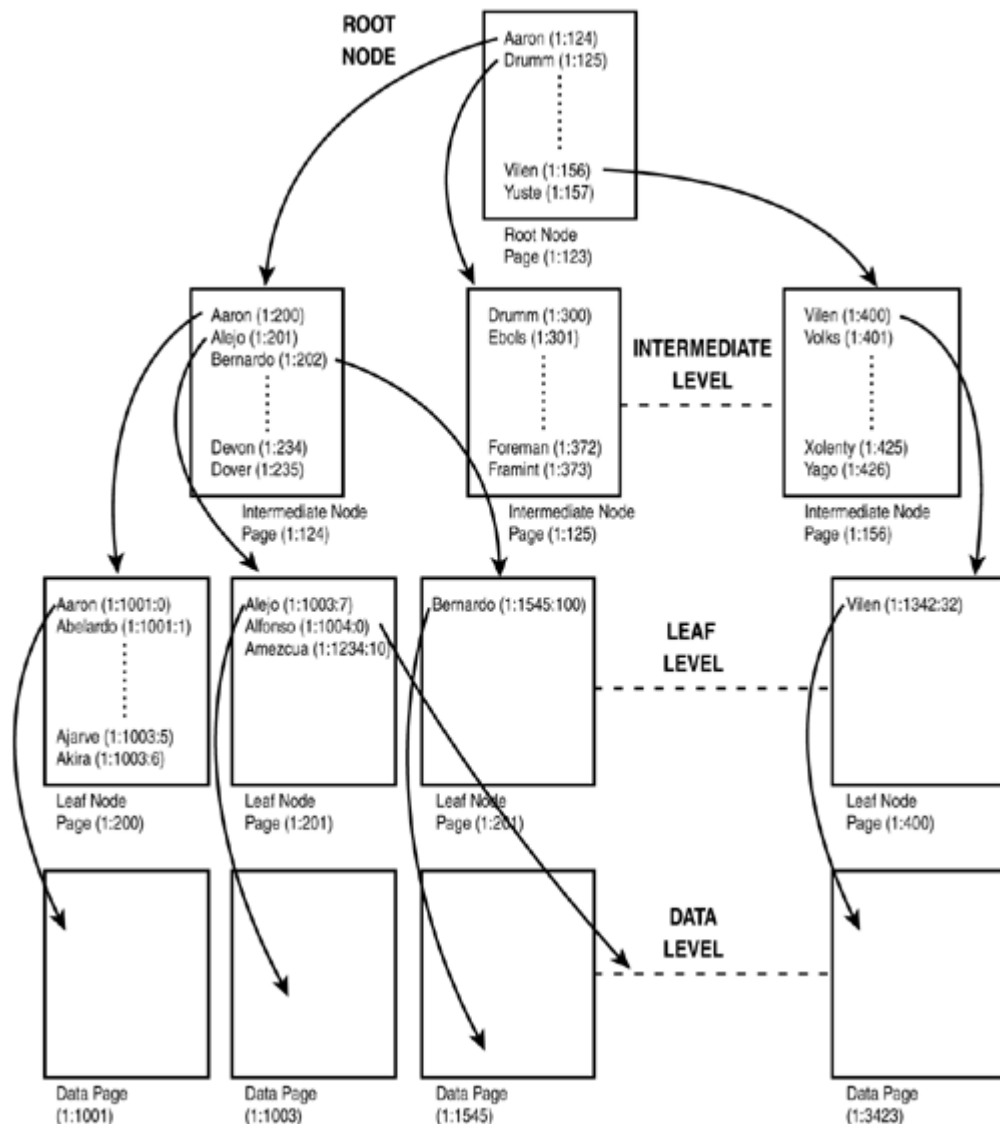 ROOT
NODE
Aaron (1:124)
Drumm (1:125)
Vilen (1:156)
Yuste (1:157)
Root Node
Page (1:123)
Aaron (1:200)
Alejo (1:201)
Bernardo (1:202)
Devon (1:234)
Dover (1:235)
Intermediate Node
Page (1:124)
Drumm (1:300)
Ebols (1:301)
Foreman (1:372)
Framint (1:373)
Intermediate Node
Page (1:125)
INTERMEDIATE
LEVEL
Vilen (1:400)
Volks (1:401)
Xolenty (1:425)
Yago (1:426)
Intermediate Node
Page (1:156)
Aaron (1:1001:0)
Abelardo (1:1001:1)
Ajarve (1:1003:5)
Akira (1:1003:6)
Leaf Node
Page (1:200)
Alejo (1:1003:7)
Alfonso (1:1004:0)
Amezcua (1:1234:10)
Leaf Node
Page (1:201)
Bernardo (1:1545:100)
Leaf Node
Page (1:201)
LEAF
LEVEL
Vilen (1:1342:32)
Leaf Node
Page (1:400)
Data Page
(1:1001)
Data Page
(1:1003)
Data Page
(1:1545)
DATA
LEVEL
Data Page
(1:3423)